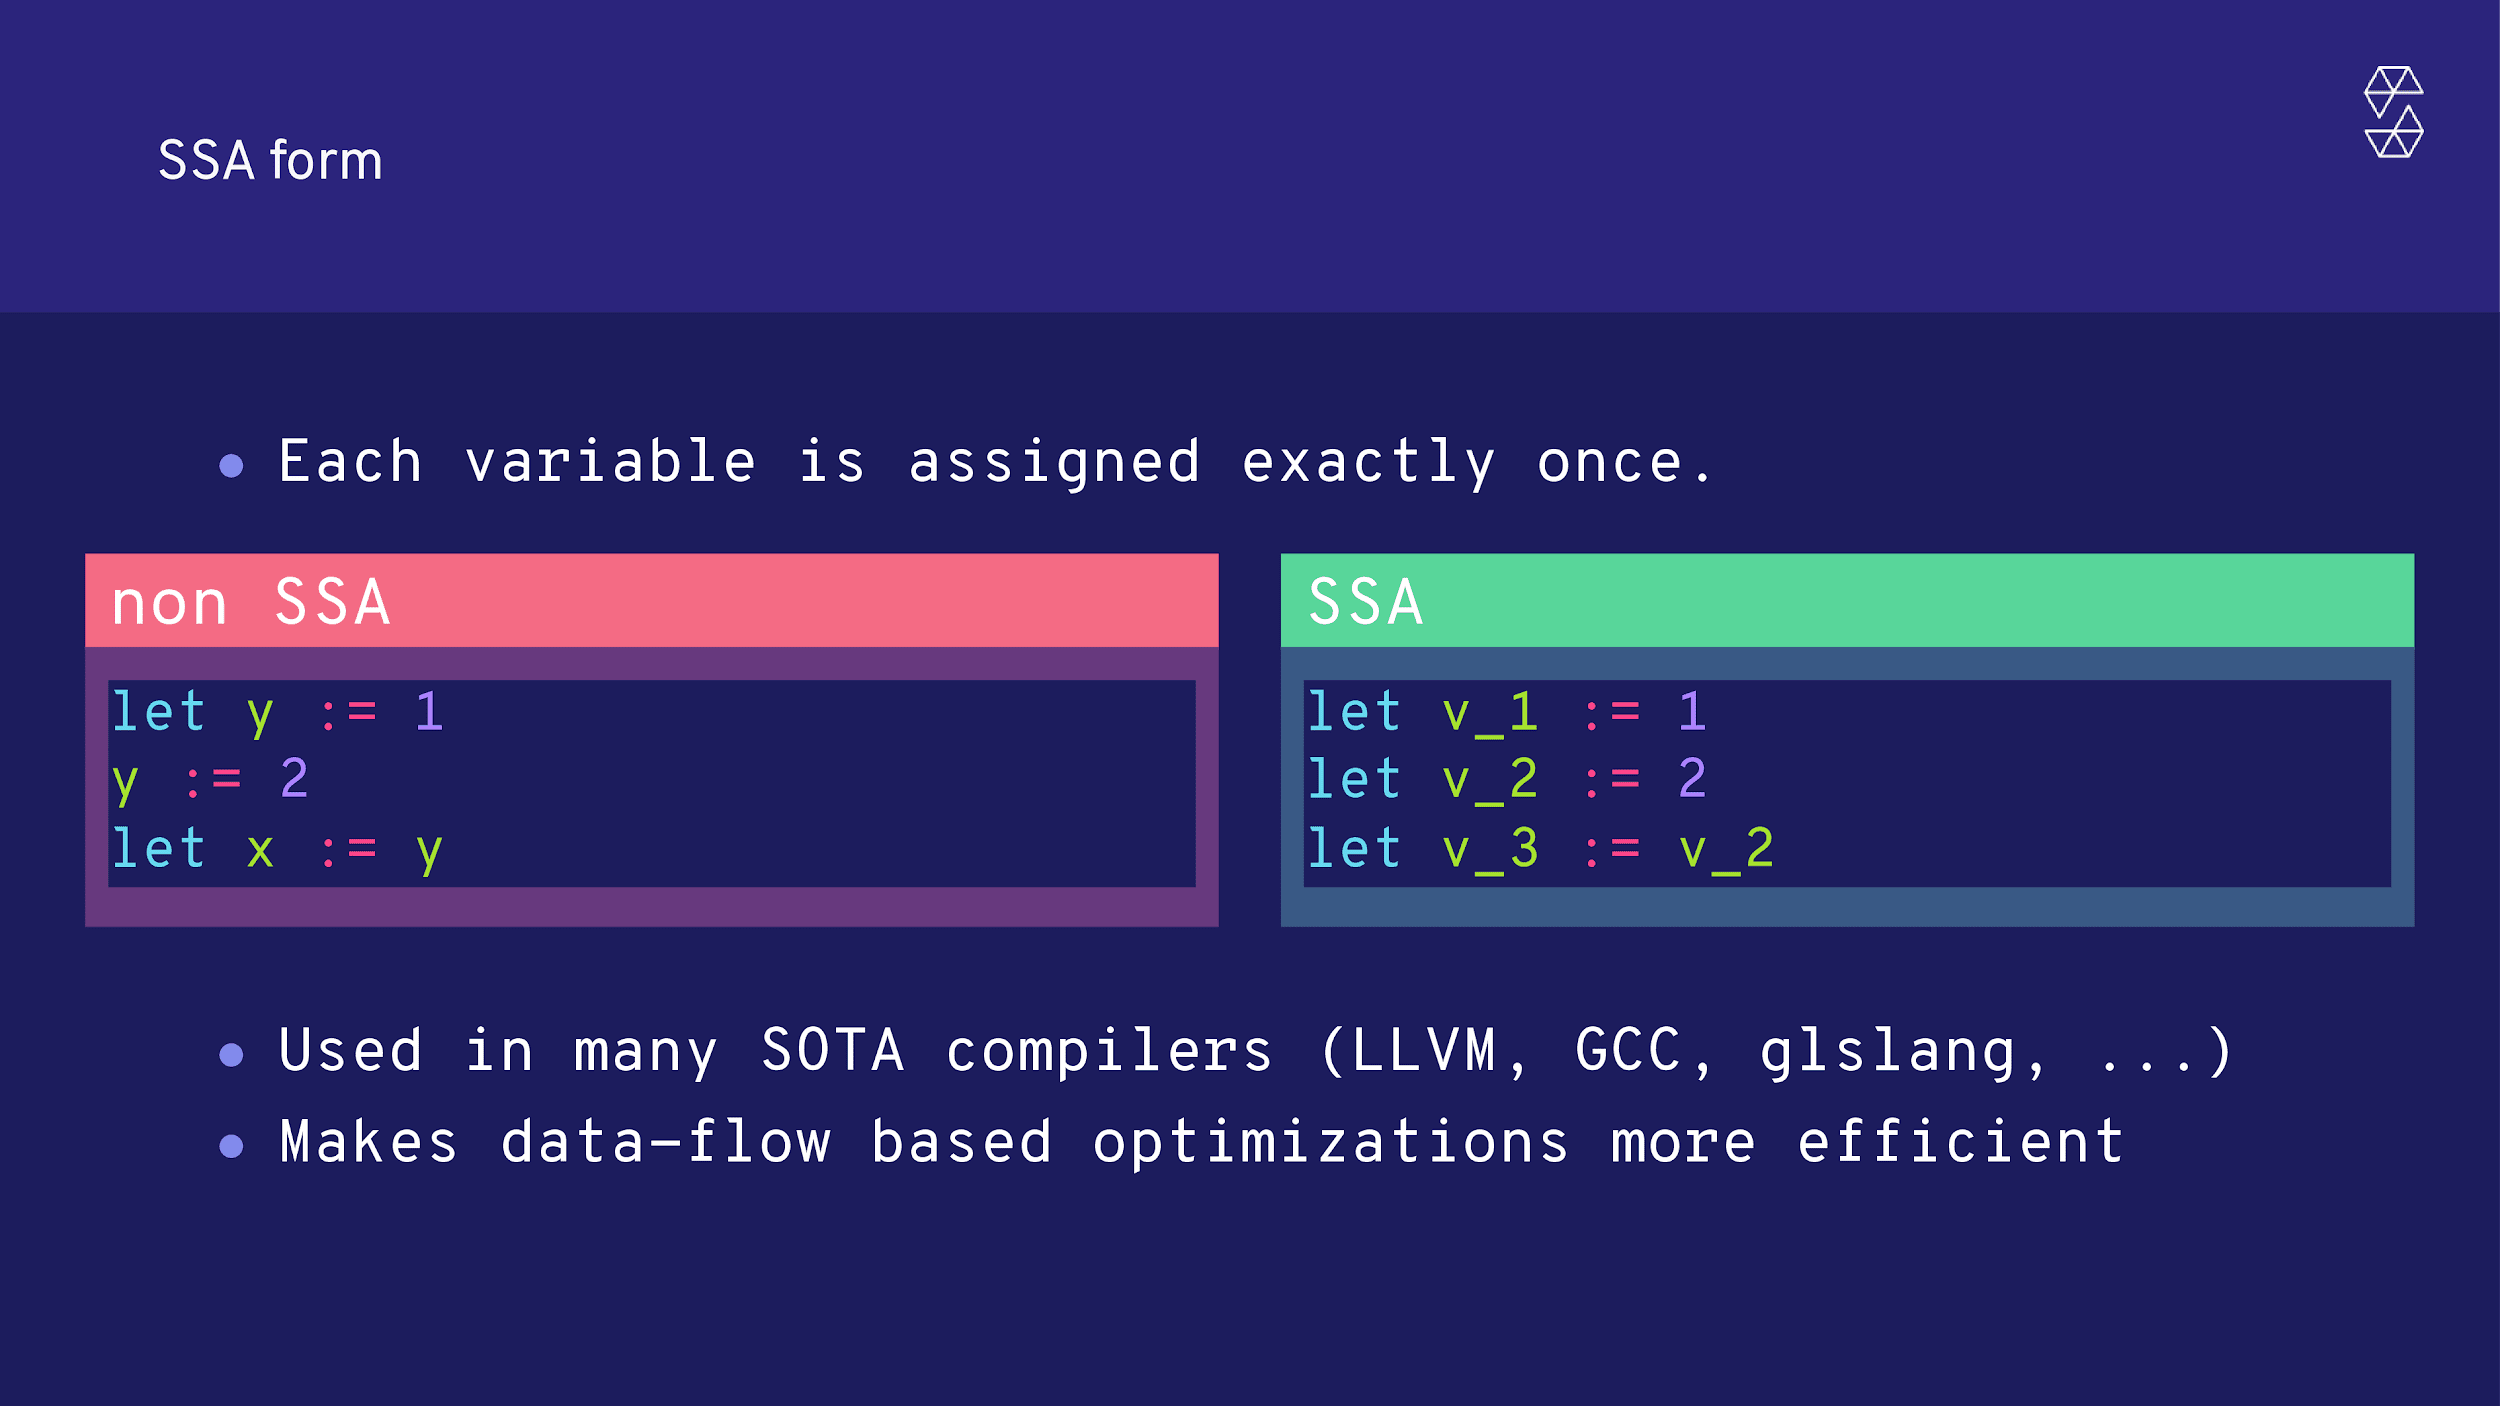 SSA form
Each variable is assigned exactly once.
non SSA
let y := 1
y := 2
let x := y
SSA
let v_1 := 1
let v_2 := 2
let v_3 := v_2
Used in many SOTA compilers (LLVM, GCC, glslang, ...)
Makes data-flow based optimizations more efficient